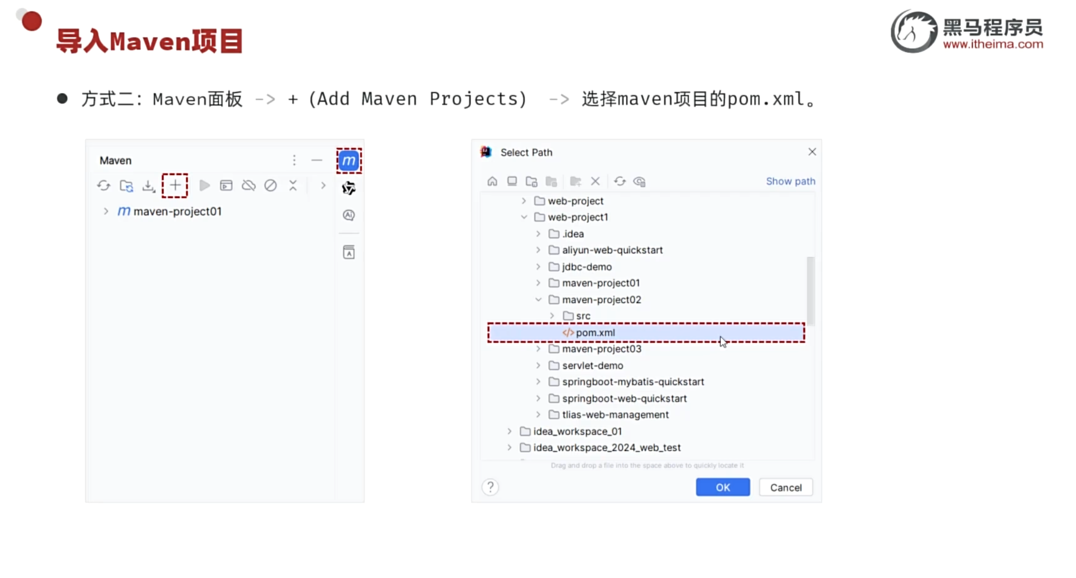 导入Maven项目
黑马程序员
www.itheima.com
方式二：Maven面板 -> + (Add Maven Projects) -> 选择maven项目的pom.xml。
Maven
m
maven-project01
AI
A
Select Path
Show path
web-project
web-project1
.idea
aliyun-web-quickstart
jdbc-demo
maven-project01
maven-project02
src
pom.xml
maven-project03
servlet-demo
springboot-mybatis-quickstart
springboot-web-quickstart
tlias-web-management
idea_workspace_01
idea_workspace_2024_web_test
Drag and drop a file into the space above to quickly locate it
?
OK
Cancel